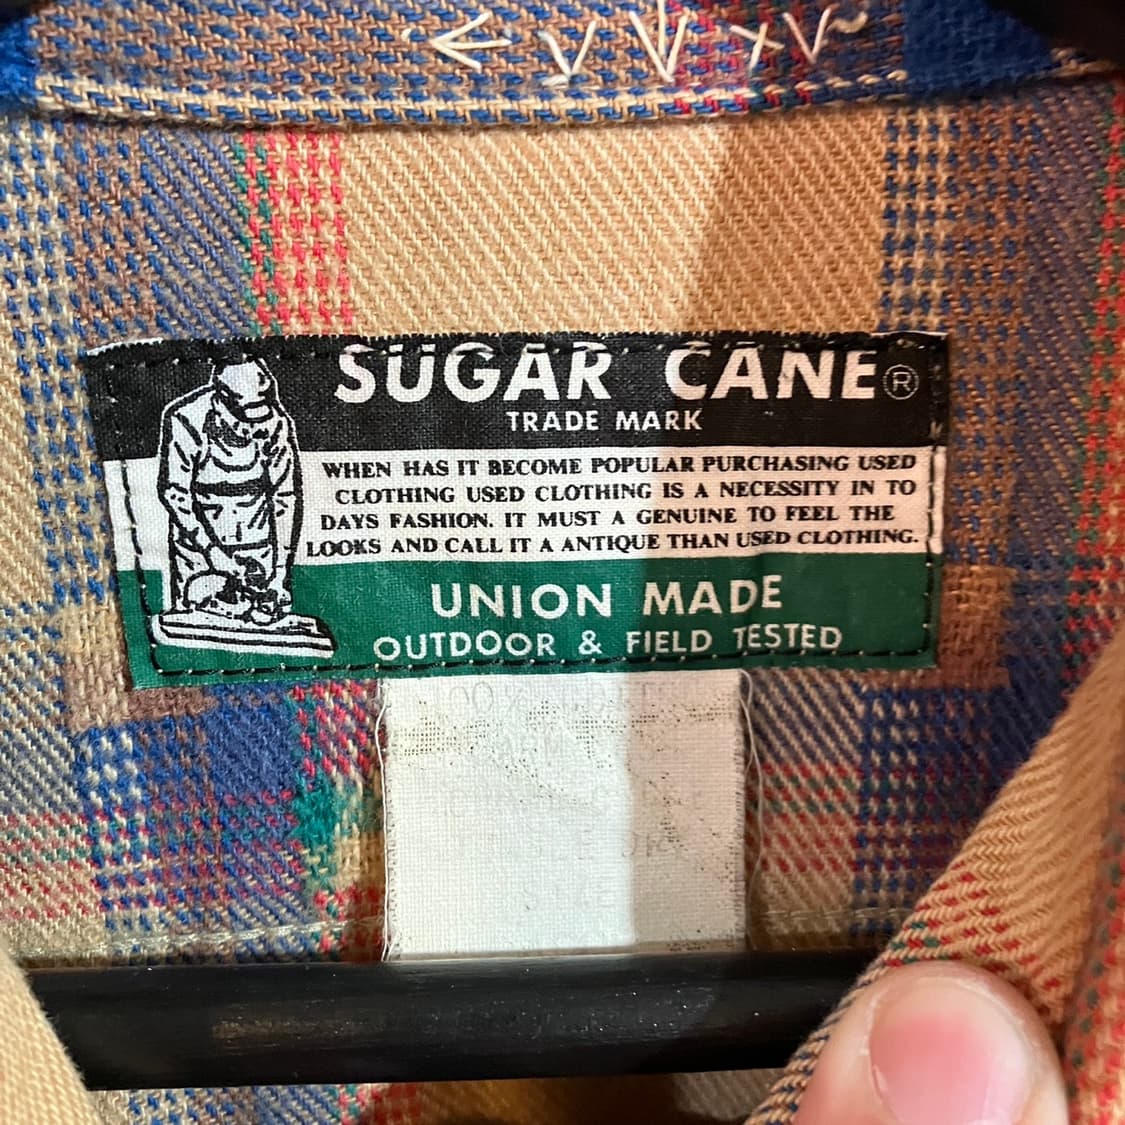 SUGAR CANE®
TRADE MARK
WHEN HAS IT BECOME POPULAR PURCHASING USED
CLOTHING USED CLOTHING IS A NECESSITY IN TO
DAYS FASHION. IT MUST A GENUINE TO FEEL THE
LOOKS AND CALL IT A ANTIQUE THAN USED CLOTHING.
UNION MADE
OUTDOOR & FIELD TESTED